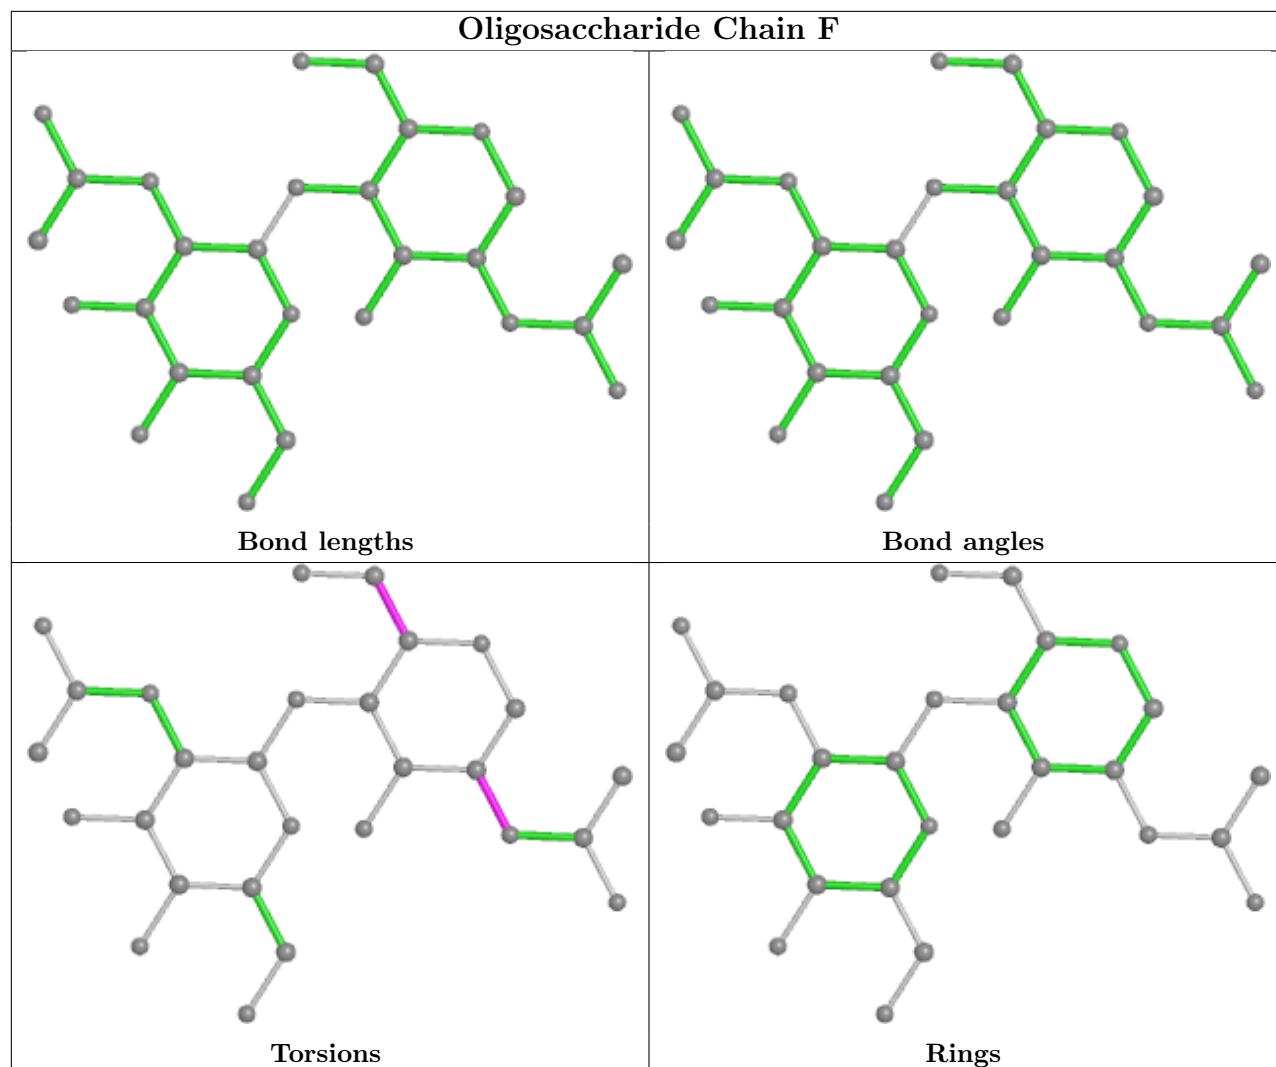 Oligosaccharide Chain F
Bond lengths
Bond angles
Torsions
Rings